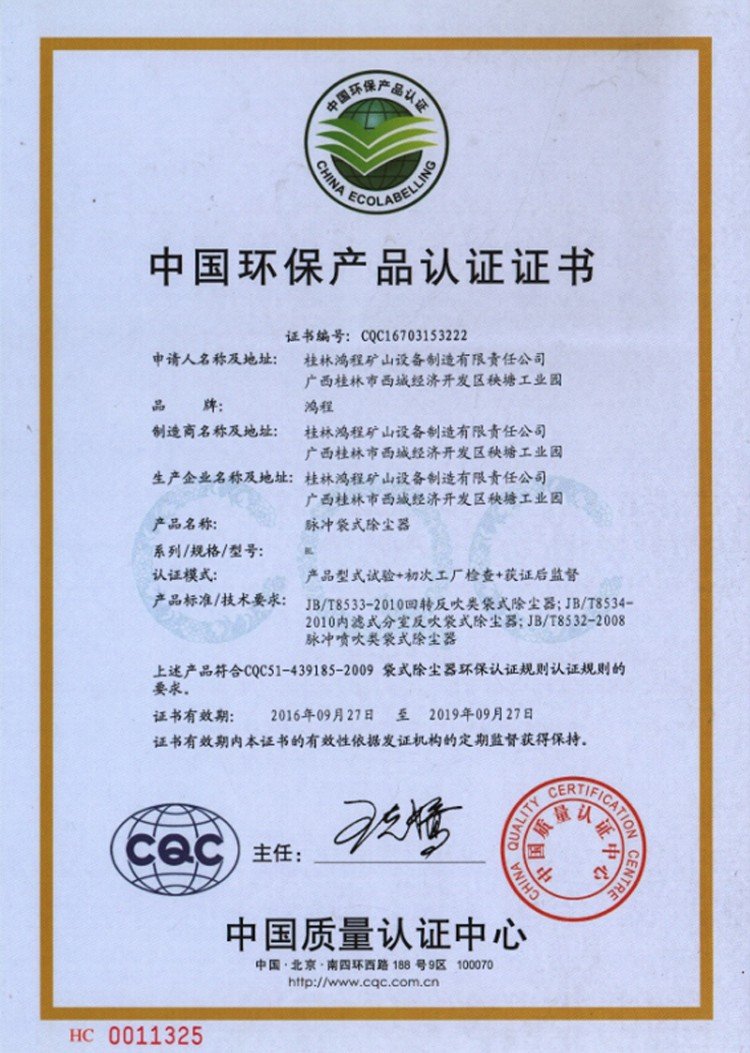 中国环保产品认证
CHINA ECOLABELLING
中国环保产品认证证书
证书编号: CQC16703153222
申请人名称及地址: 桂林鸿程矿山设备制造有限责任公司
广西桂林市西城经济开发区秧塘工业园
品 牌: 鸿程
制造商名称及地址: 桂林鸿程矿山设备制造有限责任公司
广西桂林市西城经济开发区秧塘工业园
生产企业名称及地址: 桂林鸿程矿山设备制造有限责任公司
广西桂林市西城经济开发区秧塘工业园
产品名称: 脉冲袋式除尘器
系列/规格/型号:
认证模式: 产品型式试验+初次工厂检查+获证后监督
产品标准/技术要求: JB/T8533-2010回转反吹类袋式除尘器; JB/T8534-
2010内滤式分室反吹袋式除尘器; JB/T8532-2008
脉冲喷吹类袋式除尘器
上述产品符合CQC51-439185-2009 袋式除尘器环保认证规则认证规则的
要求。
证书有效期: 2016年09月27日 至 2019年09月27日
证书有效期内本证书的有效性依据发证机构的定期监督获得保持。
CQC
主任:
CHINA QUALITY CERTIFICATION CENTRE
中国质量认证中心
中国质量认证中心
中国·北京·南四环西路 188 号9区 100070
http://www.cqc.com.cn
HC 0011325